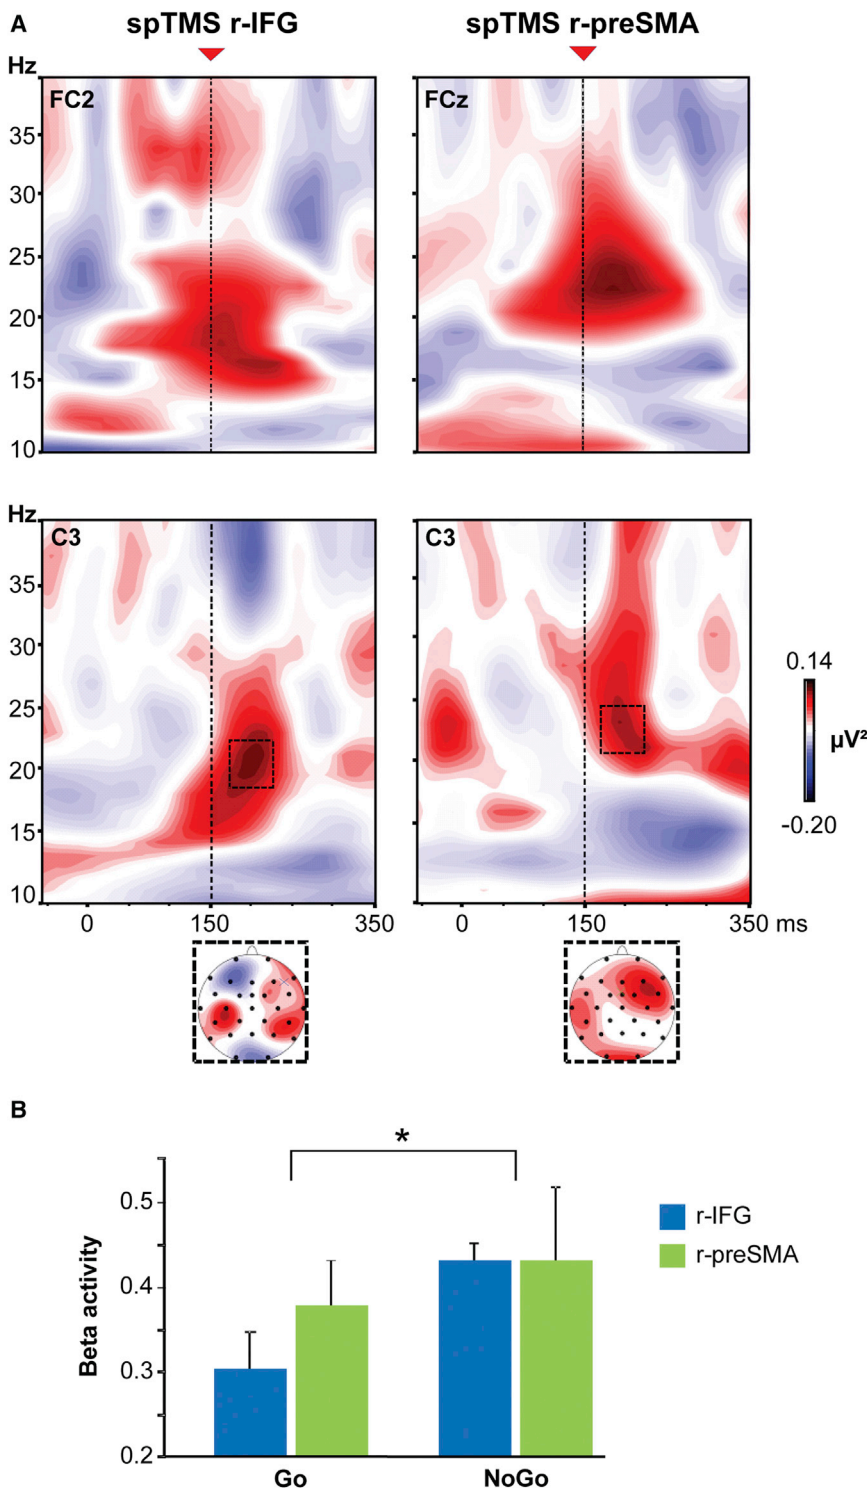 A
spTMS r-IFG
spTMS r-preSMA
Hz
FC2
FCz
35
30
25
20
15
10
Hz
C3
C3
35
30
25
20
15
10
0
150
350
0
150
350 ms
0.14
µV²
-0.20
B
*
Beta activity
0.5
0.4
0.3
0.2
Go
NoGo
r-IFG
r-preSMA